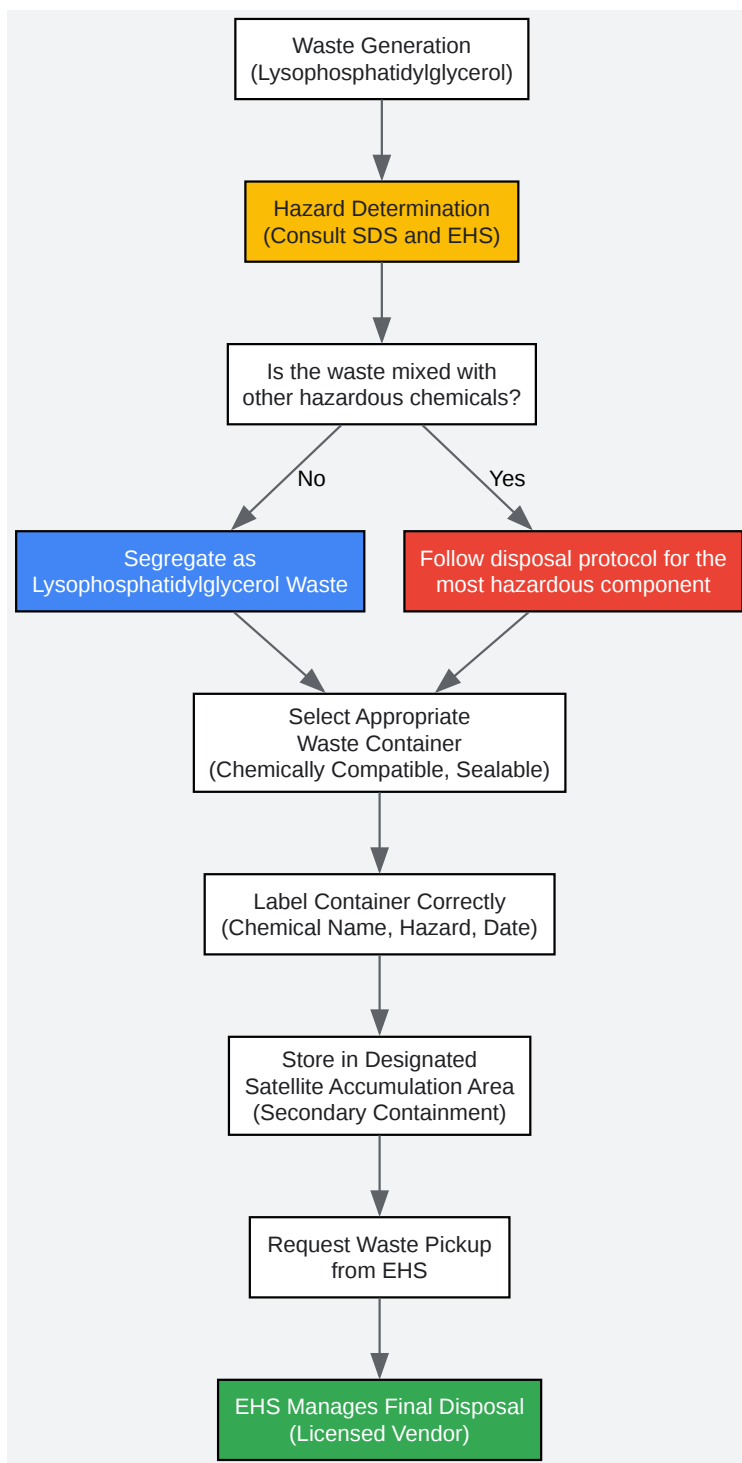 Waste Generation
(Lysophosphatidylglycerol)
Hazard Determination
(Consult SDS and EHS)
Is the waste mixed with
other hazardous chemicals?
No
Yes
Segregate as
Lysophosphatidylglycerol Waste
Follow disposal protocol for the
most hazardous component
Select Appropriate
Waste Container
(Chemically Compatible, Sealable)
Label Container Correctly
(Chemical Name, Hazard, Date)
Store in Designated
Satellite Accumulation Area
(Secondary Containment)
Request Waste Pickup
from EHS
EHS Manages Final Disposal
(Licensed Vendor)